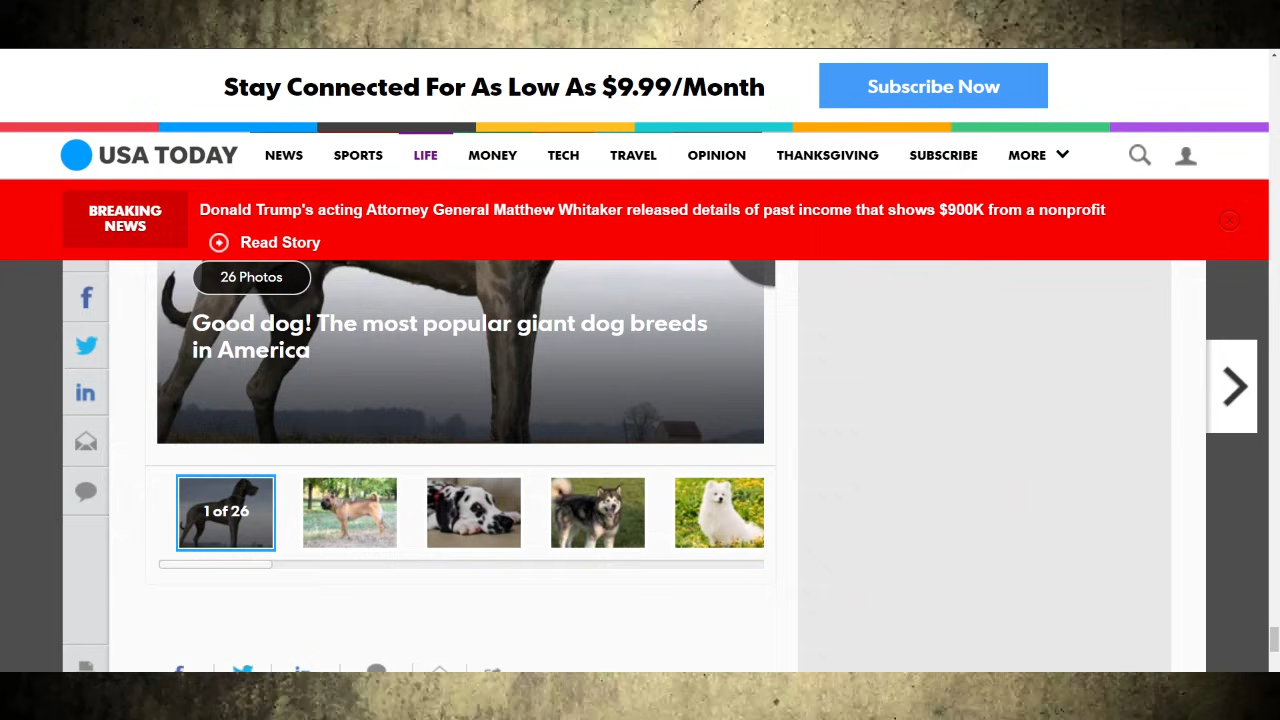 Stay Connected For As Low As $9.99/Month
Subscribe Now
USA TODAY
NEWS SPORTS LIFE MONEY TECH TRAVEL OPINION THANKSGIVING SUBSCRIBE MORE
BREAKING
NEWS
Donald Trump's acting Attorney General Matthew Whitaker released details of past income that shows $900K from a nonprofit
Read Story
26 Photos
Good dog! The most popular giant dog breeds
in America
1 of 26